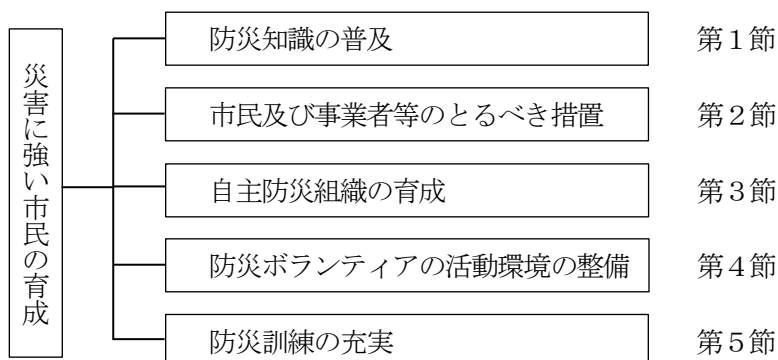 災害に強い市民の育成
防災知識の普及 第１節
市民及び事業者等のとるべき措置 第２節
自主防災組織の育成 第３節
防災ボランティアの活動環境の整備 第４節
防災訓練の充実 第５節